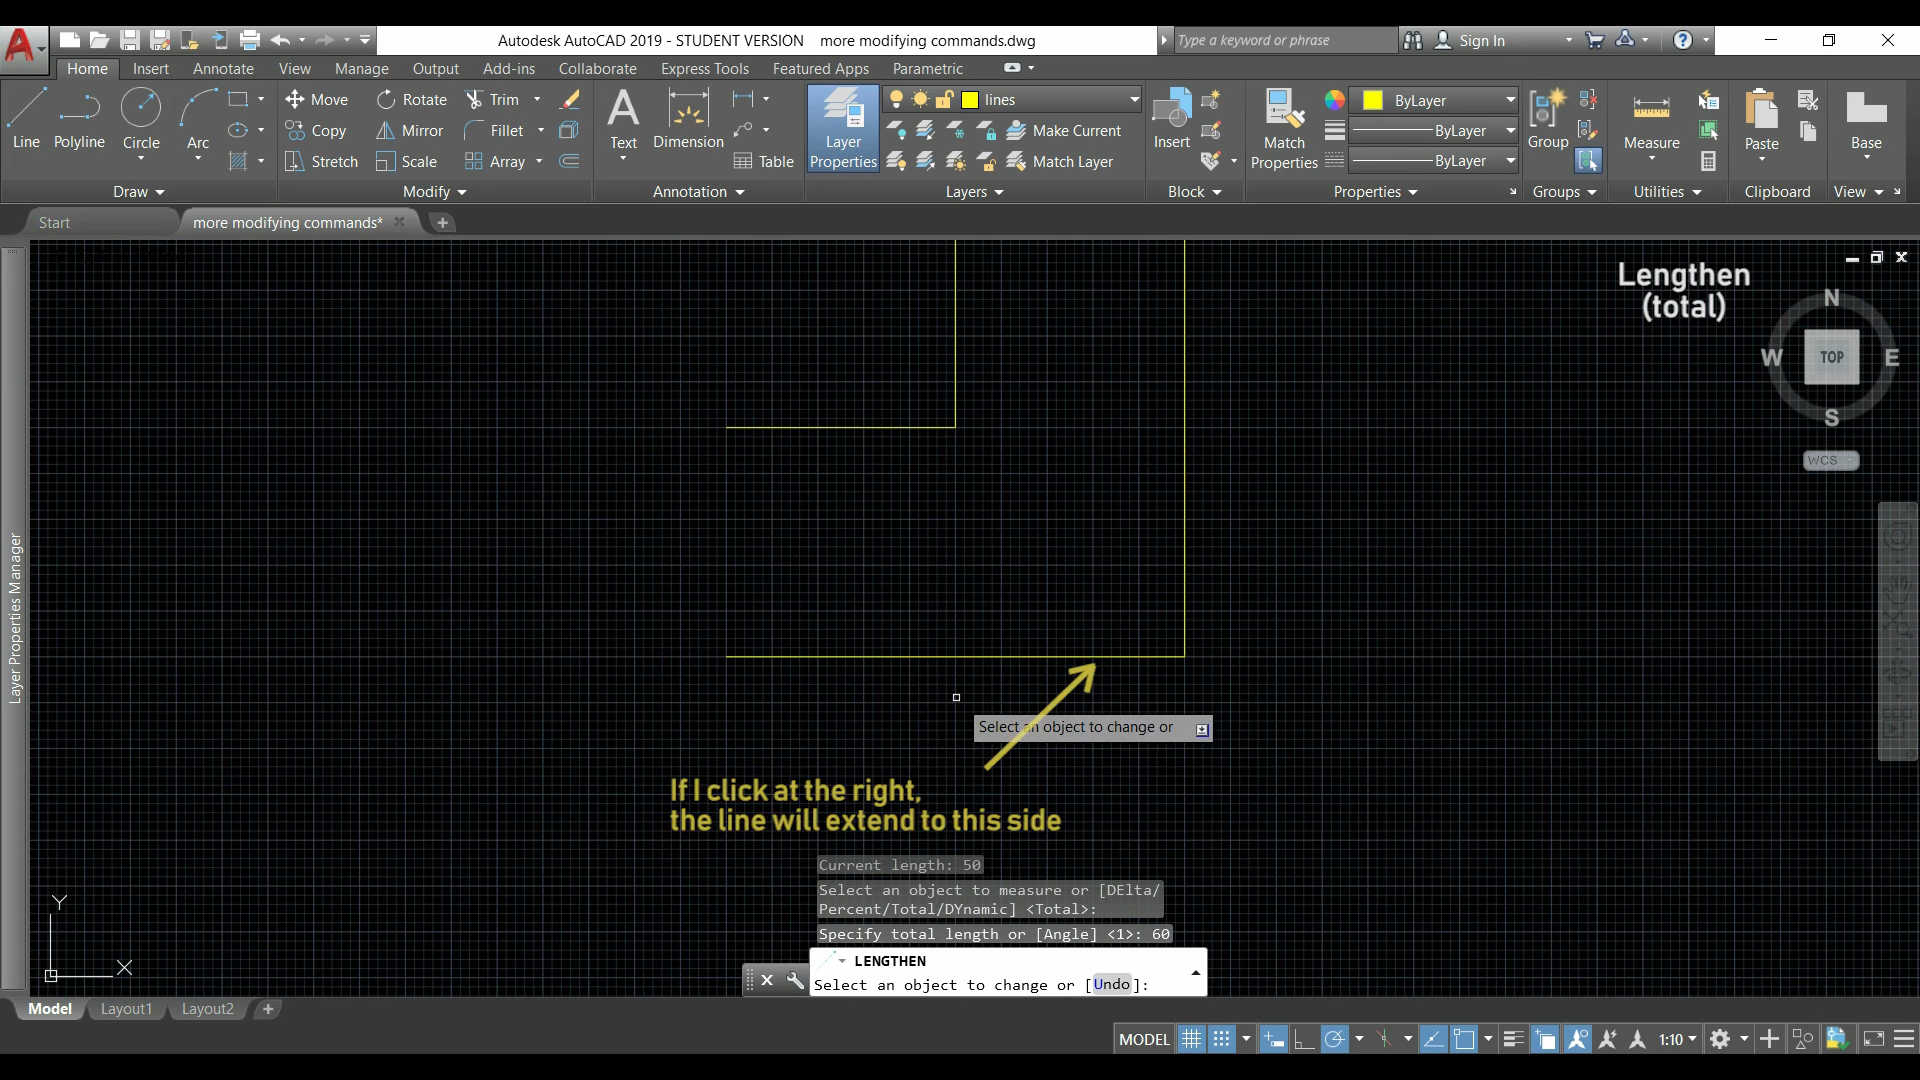 Autodesk AutoCAD 2019 - STUDENT VERSION more modifying commands.dwg
Type a keyword or phrase
Sign In
Home Insert Annotate View Manage Output Add-ins Collaborate Express Tools Featured Apps Parametric
Line Polyline Circle Arc
Move Rotate Trim
Copy Mirror Fillet
Stretch Scale Array
Text Dimension Table
Layer Properties
lines
Make Current
Match Layer
Insert
Match Properties
ByLayer
ByLayer
ByLayer
Group
Measure
Paste
Base
Draw Modify Annotation Layers Block Properties Groups Utilities Clipboard View
Start more modifying commands*
Lengthen
(total)
N
W TOP E
S
WCS
Layer Properties Manager
Select an object to change or
If I click at the right,
the line will extend to this side
Current length: 50
Select an object to measure or [DElta/
Percent/Total/DYnamic] <Total>:
Specify total length or [Angel] <1>: 60
LENGTHEN
Select an object to change or [Undo]:
Y
X
Model Layout1 Layout2
MODEL 1:10